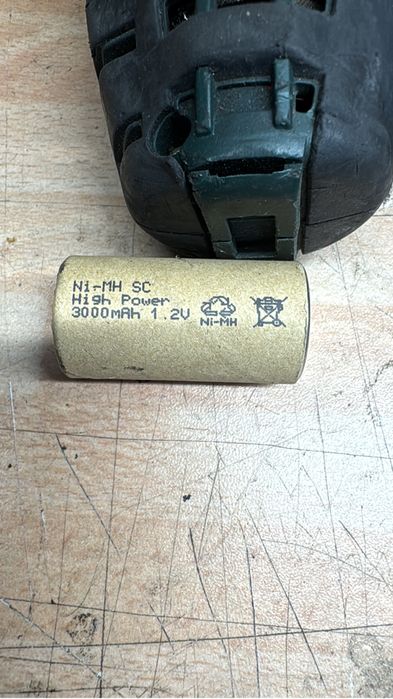 Ni-MH SC
High Power
3000mAh 1.2V
Ni-MH